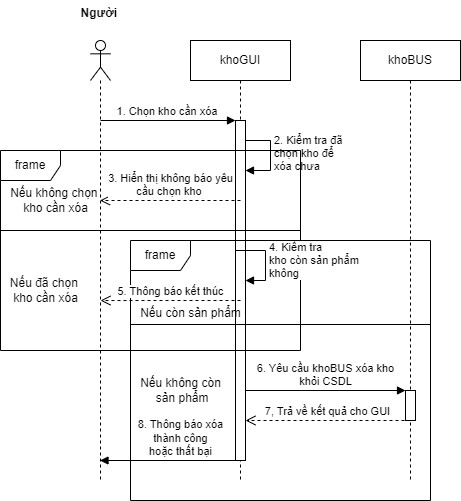 Người
khoGUI
khoBUS
1. Chọn kho cần xóa
2. Kiểm tra đã
chọn kho để
xóa chưa
frame
3. Hiển thị không báo yêu
cầu chọn kho
Nếu không chọn
kho cần xóa
frame
4. Kiểm tra
kho còn sản phẩm
không
Nếu đã chọn
kho cần xóa
5. Thông báo kết thúc
Nếu còn sản phẩm
6. Yêu cầu khoBUS xóa kho
khỏi CSDL
Nếu không còn
sản phẩm
7, Trả về kết quả cho GUI
8. Thông báo xóa
thành công
hoặc thất bại